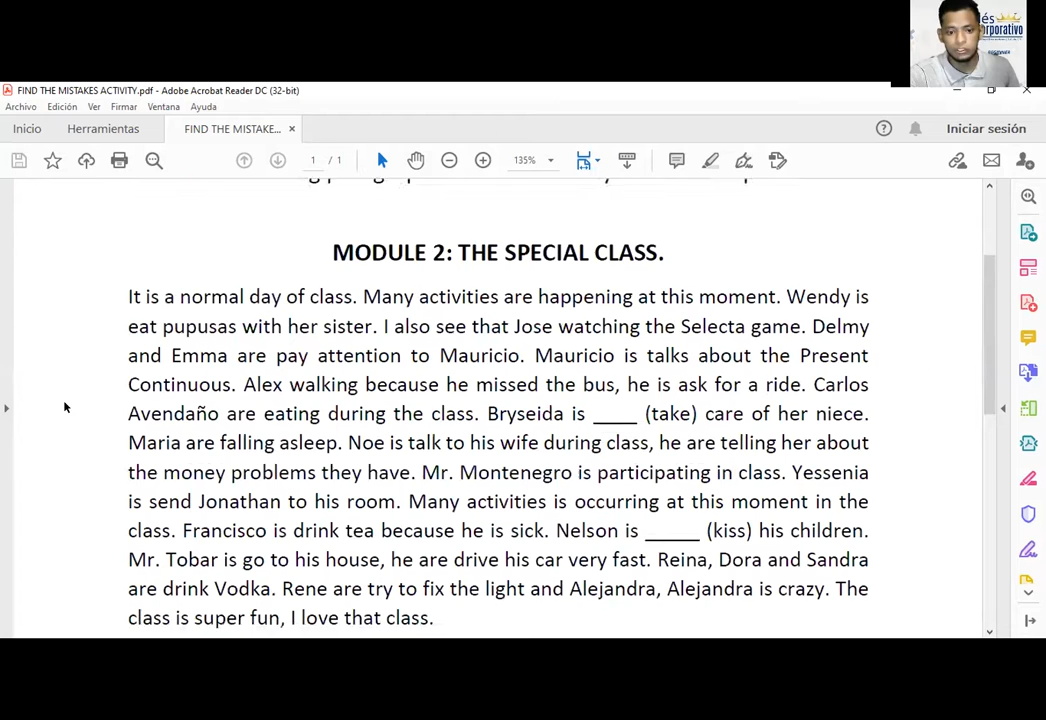 és
orporativo
FIND THE MISTAKES ACTIVITY.pdf - Adobe Acrobat Reader DC (32-bit)
Archivo Edición Ver Firmar Ventana Ayuda
Inicio Herramientas FIND THE MISTAKE... Iniciar sesión
1 / 1 135%
MODULE 2: THE SPECIAL CLASS.
It is a normal day of class. Many activities are happening at this moment. Wendy is
eat pupusas with her sister. I also see that Jose watching the Selecta game. Delmy
and Emma are pay attention to Mauricio. Mauricio is talks about the Present
Continuous. Alex walking because he missed the bus, he is ask for a ride. Carlos
Avendaño are eating during the class. Bryseida is ____ (take) care of her niece.
Maria are falling asleep. Noe is talk to his wife during class, he are telling her about
the money problems they have. Mr. Montenegro is participating in class. Yessenia
is send Jonathan to his room. Many activities is occurring at this moment in the
class. Francisco is drink tea because he is sick. Nelson is _____ (kiss) his children.
Mr. Tobar is go to his house, he are drive his car very fast. Reina, Dora and Sandra
are drink Vodka. Rene are try to fix the light and Alejandra, Alejandra is crazy. The
class is super fun, I love that class.